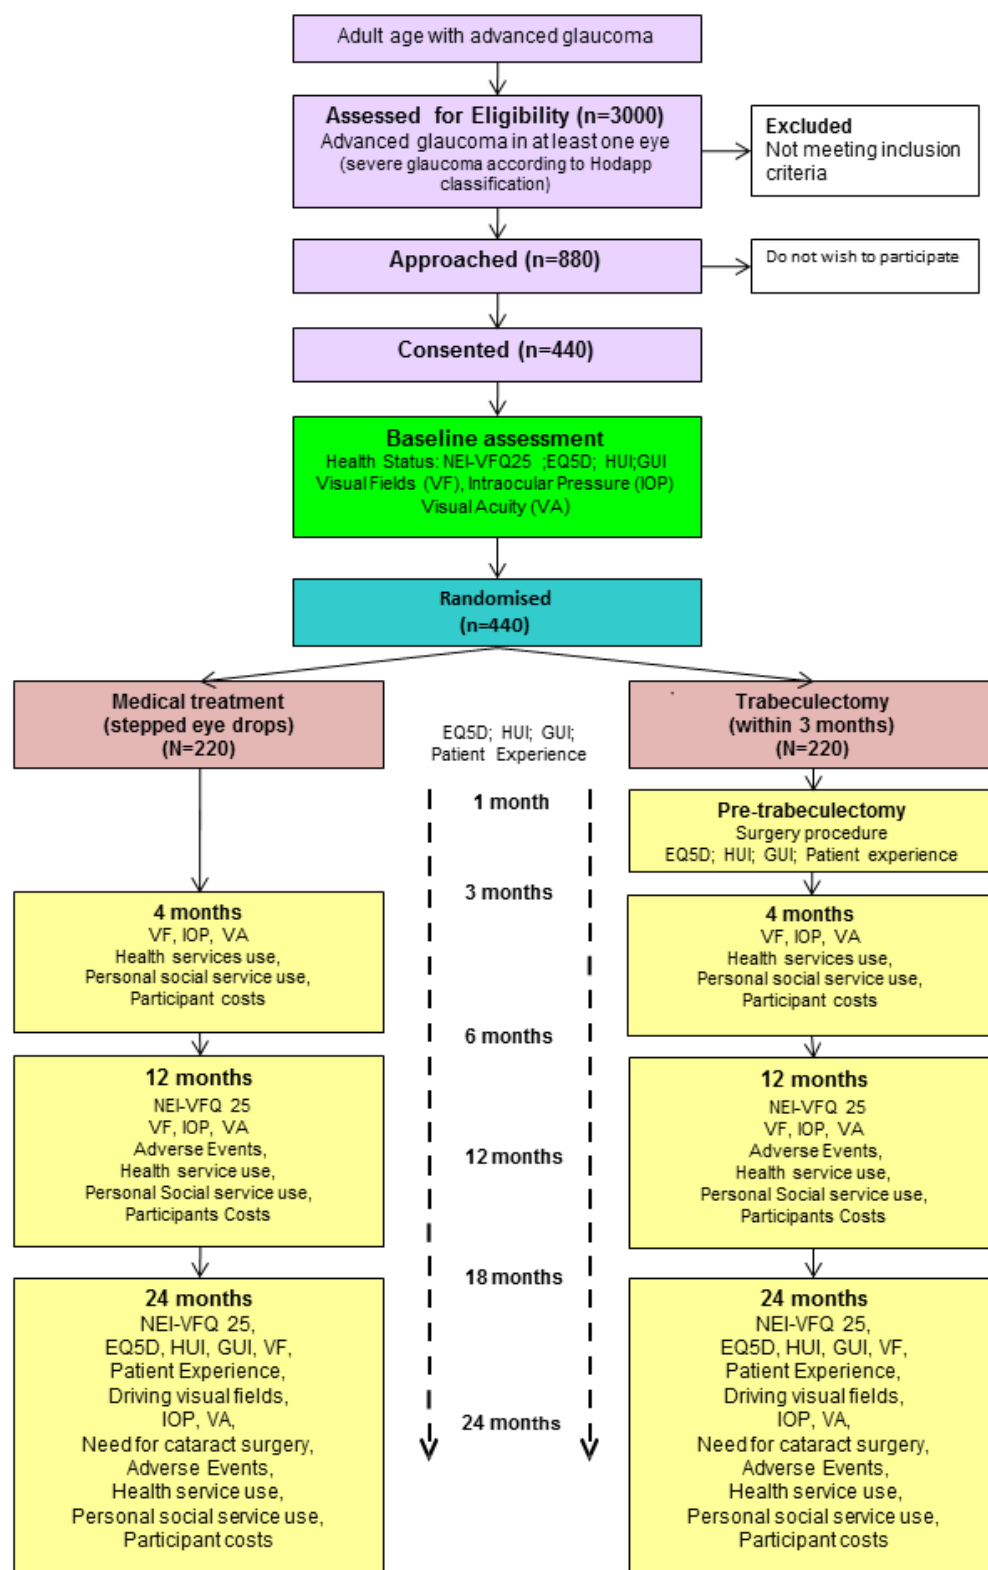 Adult age with advanced glaucoma
Assessed for Eligibility (n=3000)
Advanced glaucoma in at least one eye
(severe glaucoma according to Hodapp
classification)
Excluded
Not meeting inclusion
criteria
Approached (n=880)
Do not wish to participate
Consented (n=440)
Baseline assessment
Health Status: NEI-VFQ25 ;EQ5D; HUI;GUI
Visual Fields (VF), Intraocular Pressure (IOP)
Visual Acuity (VA)
Randomised
(n=440)
Medical treatment
(stepped eye drops)
(N=220)
EQ5D; HUI; GUI;
Patient Experience
Trabeculectomy
(within 3 months)
(N=220)
1 month
3 months
6 months
12 months
18 months
24 months
4 months
VF, IOP, VA
Health services use,
Personal social service use,
Participant costs
12 months
NEI-VFQ 25
VF, IOP, VA
Adverse Events,
Health service use,
Personal Social service use,
Participants Costs
24 months
NEI-VFQ 25,
EQ5D, HUI, GUI, VF,
Patient Experience,
Driving visual fields,
IOP, VA,
Need for cataract surgery,
Adverse Events,
Health service use,
Personal social service use,
Participant costs
Pre-trabeculectomy
Surgery procedure
EQ5D; HUI; GUI; Patient experience
4 months
VF, IOP, VA
Health services use,
Personal social service use,
Participant costs
12 months
NEI-VFQ 25
VF, IOP, VA
Adverse Events,
Health service use,
Personal Social service use,
Participants Costs
24 months
NEI-VFQ 25,
EQ5D, HUI, GUI, VF,
Patient Experience,
Driving visual fields,
IOP, VA,
Need for cataract surgery,
Adverse Events,
Health service use,
Personal social service use,
Participant costs